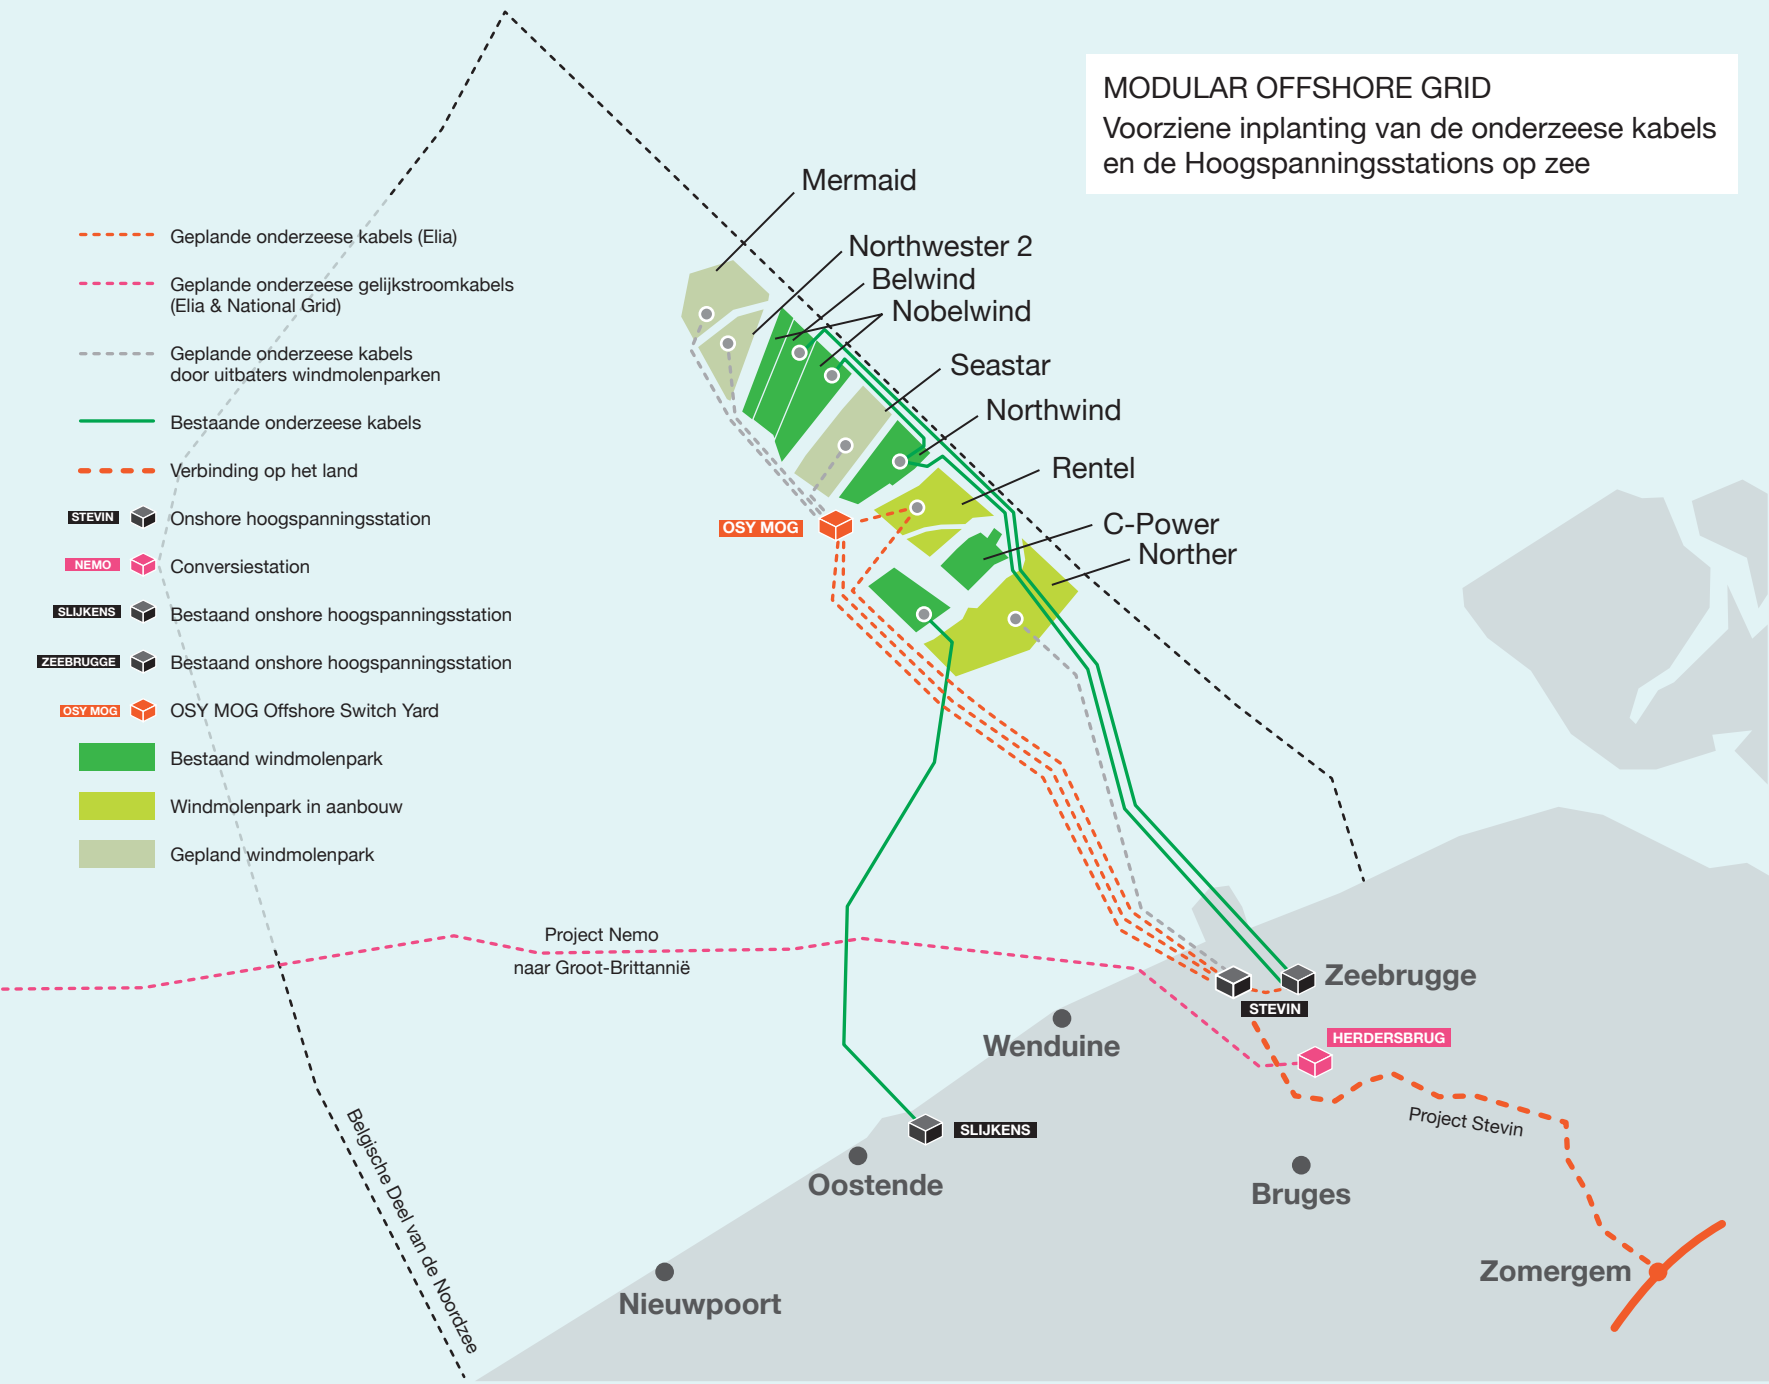 MODULAR OFFSHORE GRID
Voorziene inplanting van de onderzeese kabels
en de Hoogspanningsstations op zee
Mermaid
Northwester 2
Belwind
Nobelwind
Seastar
Northwind
Rentel
C-Power
Norther
OSY MOG
Geplande onderzeese kabels (Elia)
Geplande onderzeese gelijkstroomkabels
(Elia & National Grid)
Geplande onderzeese kabels
door uitbaters windmolenparken
Bestaande onderzeese kabels
Verbinding op het land
STEVIN Onshore hoogspanningsstation
NEMO Conversiestation
SLIJKENS Bestaand onshore hoogspanningsstation
ZEEBRUGGE Bestaand onshore hoogspanningsstation
OSY MOG OSY MOG Offshore Switch Yard
Bestaand windmolenpark
Windmolenpark in aanbouw
Gepland windmolenpark
Project Nemo
naar Groot-Brittannië
Zeebrugge
STEVIN
HERDERSBRUG
Wenduine
Project Stevin
SLIJKENS
Oostende
Bruges
Belgische Deel van de Noordzee
Zomergem
Nieuwpoort